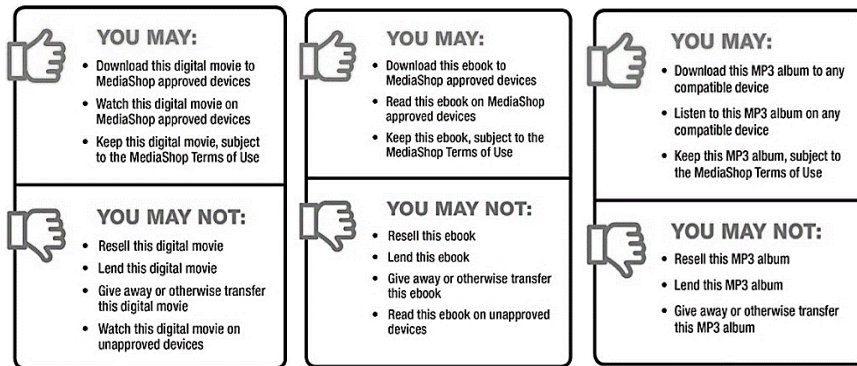 YOU MAY:
• Download this digital movie to
MediaShop approved devices
• Watch this digital movie on
MediaShop approved devices
• Keep this digital movie, subject
to the MediaShop Terms of Use
YOU MAY NOT:
• Resell this digital movie
• Lend this digital movie
• Give away or otherwise transfer
this digital movie
• Watch this digital movie on
unapproved devices
YOU MAY:
• Download this ebook to
MediaShop approved devices
• Read this ebook on MediaShop
approved devices
• Keep this ebook, subject to the
MediaShop Terms of Use
YOU MAY NOT:
• Resell this ebook
• Lend this ebook
• Give away or otherwise transfer
this ebook
• Read this ebook on unapproved
devices
YOU MAY:
• Download this MP3 album to any
compatible device
• Listen to this MP3 album on any
compatible device
• Keep this MP3 album, subject to
the MediaShop Terms of Use
YOU MAY NOT:
• Resell this MP3 album
• Lend this MP3 album
• Give away or otherwise transfer
this MP3 album